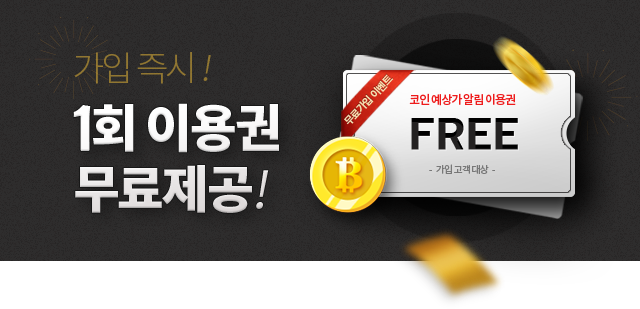 가입 즉시 !
1회 이용권
무료제공!
무료가입 이벤트
코인 예상가 알림 이용권
FREE
- 가입고객 대상 -